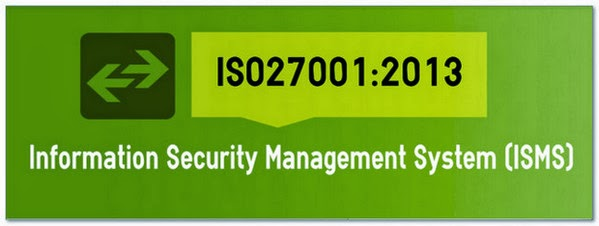 ISO27001:2013
Information Security Management System (ISMS)